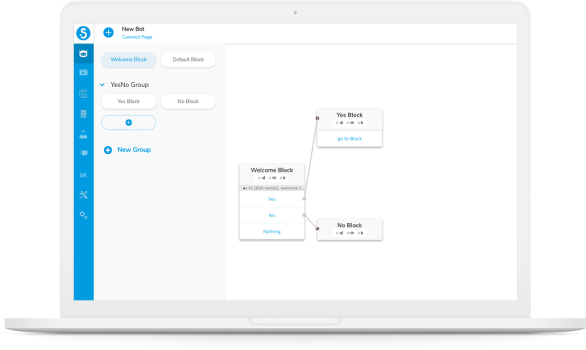 S
New Bot
Connect Page
Welcome Block
Default Block
YesNo Group
Yes Block
No Block
New Group
Yes Block
go to Block
Welcome Block
Hi {{full name}}, welcome t..
Yes
No
Nothing
No Block